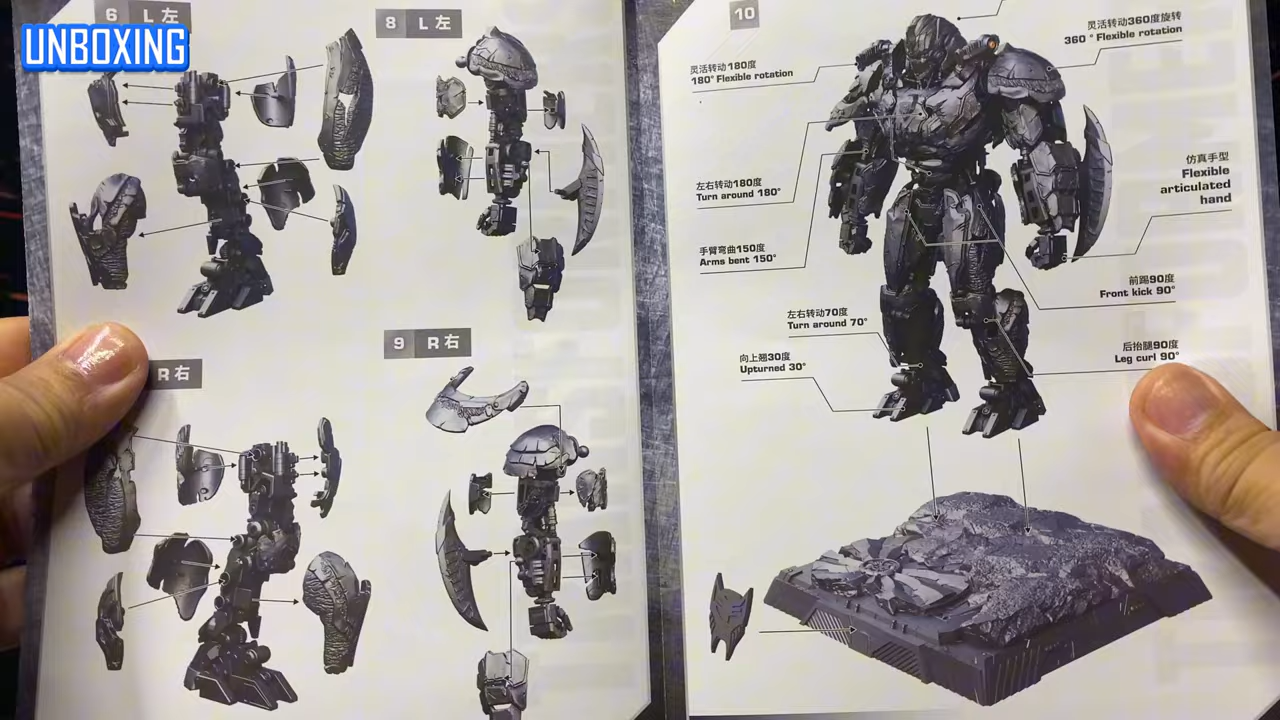 6 L 左
UNBOXING
8 L 左
R 右
9 R 右
10
灵活转动360度旋转
360 ° Flexible rotation
灵活转动180度
180° Flexible rotation
仿真手型
Flexible
articulated
hand
左右转动180度
Turn around 180°
手臂弯曲150度
Arms bent 150°
前踢90度
Front kick 90°
左右转动70度
Turn around 70°
后抬腿90度
Leg curl 90°
向上翘30度
Upturned 30°